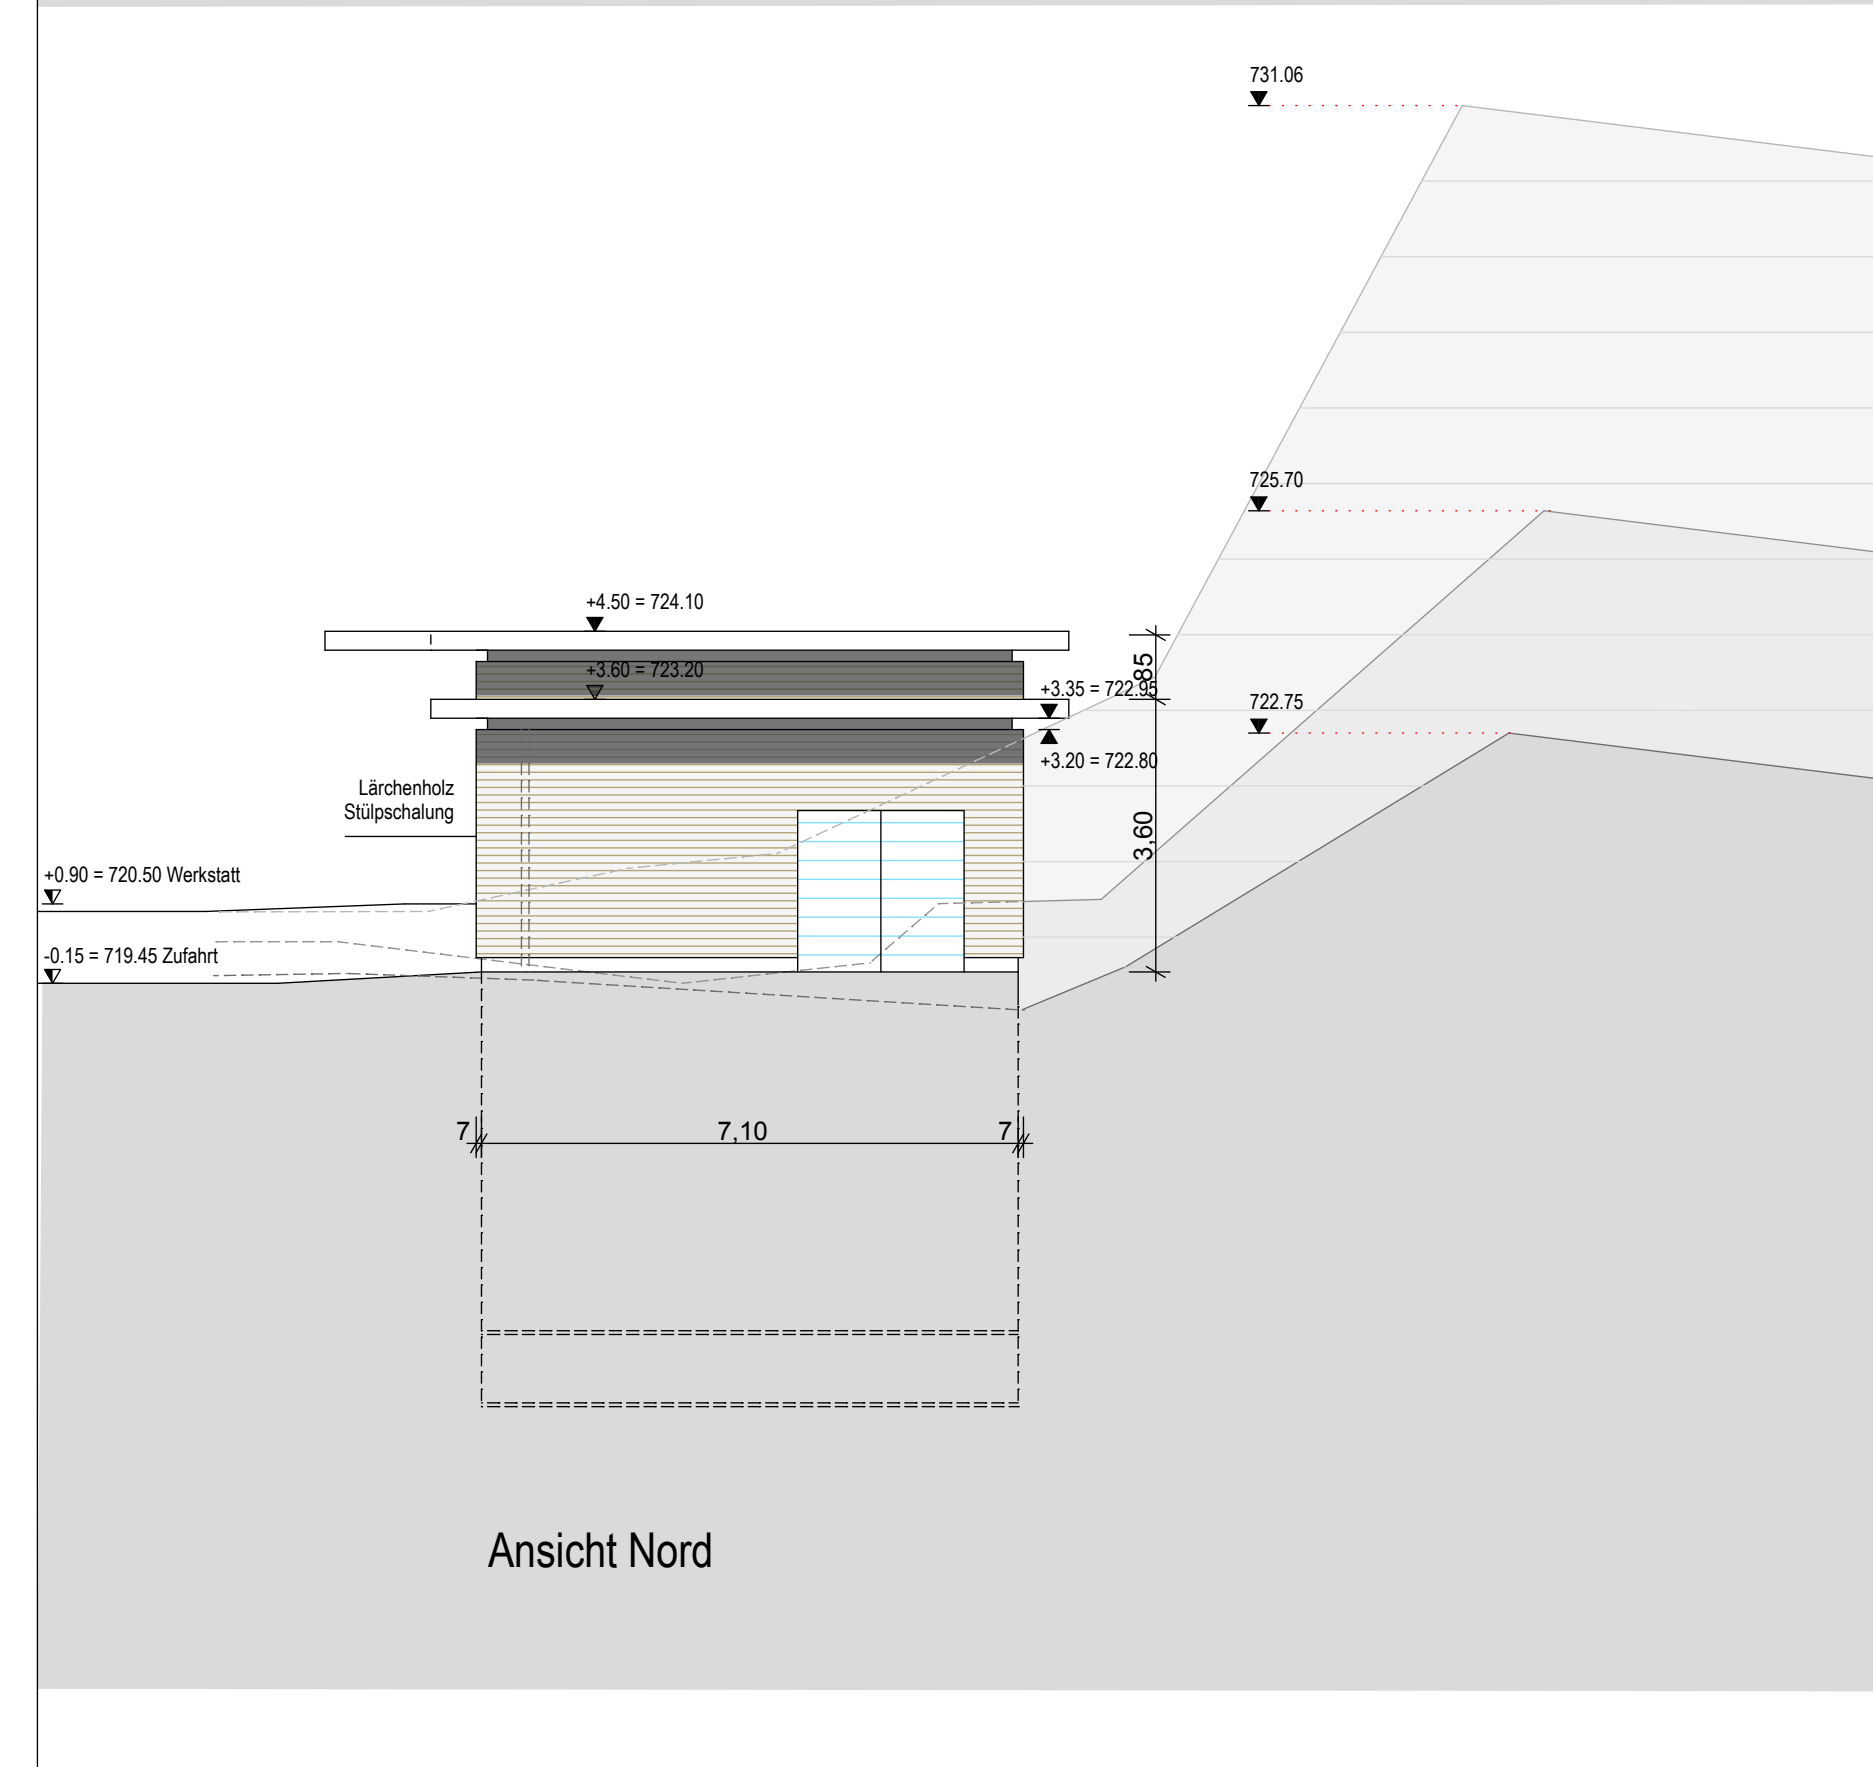 731.06
725.70
+4.50 = 724.10
85
+3.60 = 723.20
+3.35 = 722.95
722.75
+3.20 = 722.80
Lärchenholz
Stülpschalung
3,60
+0.90 = 720.50 Werkstatt
-0.15 = 719.45 Zufahrt
7 7,10 7
Ansicht Nord